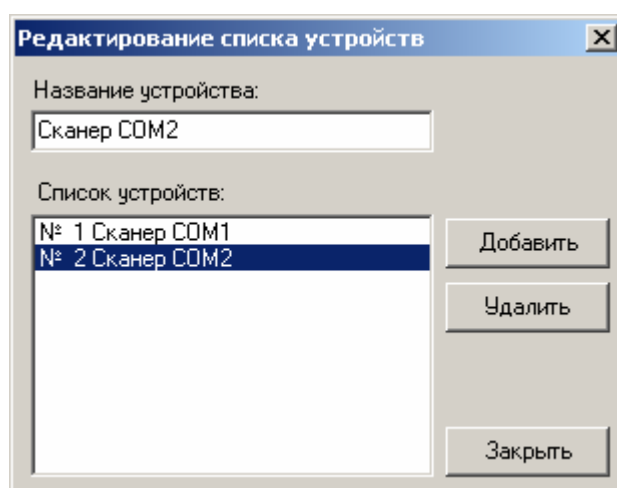 Редактирование списка устройств
Название устройства:
Сканер COM2
Список устройств:
№ 1 Сканер COM1
№ 2 Сканер COM2
Добавить
Удалить
Закрыть